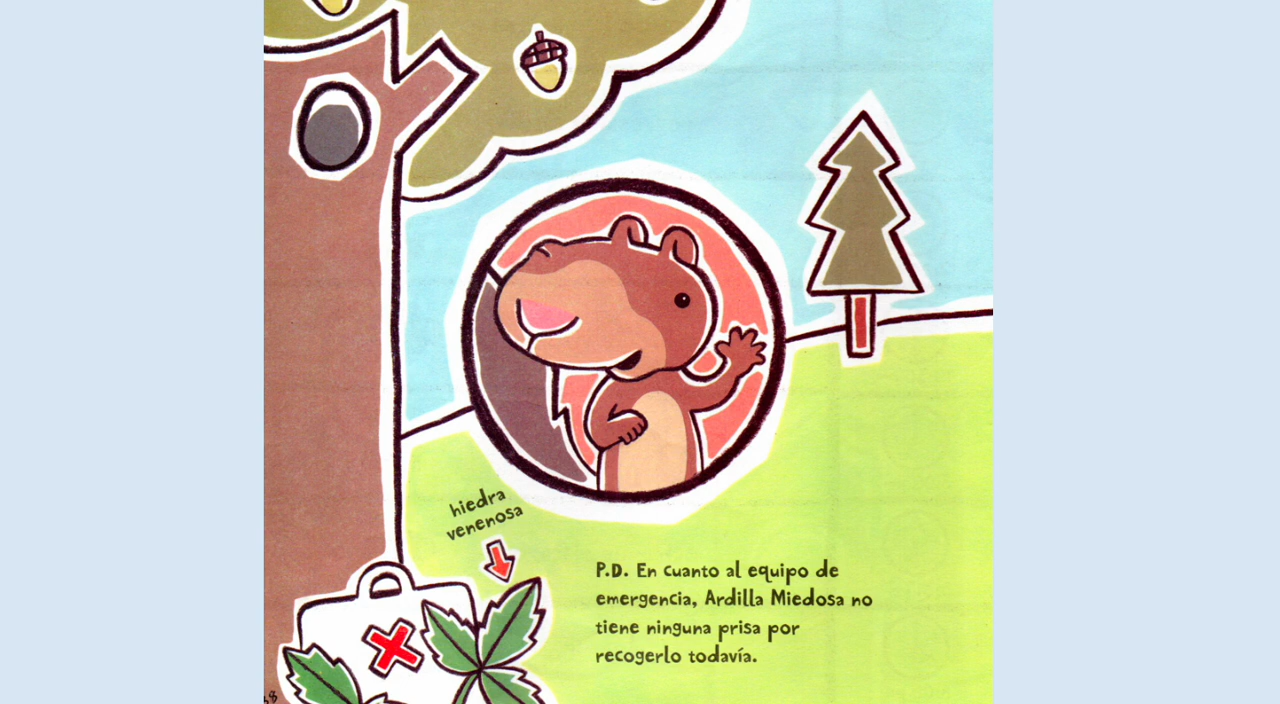 hiedra
venenosa
P.D. En cuanto al equipo de
emergencia, Ardilla Miedosa no
tiene ninguna prisa por
recogerlo todavía.